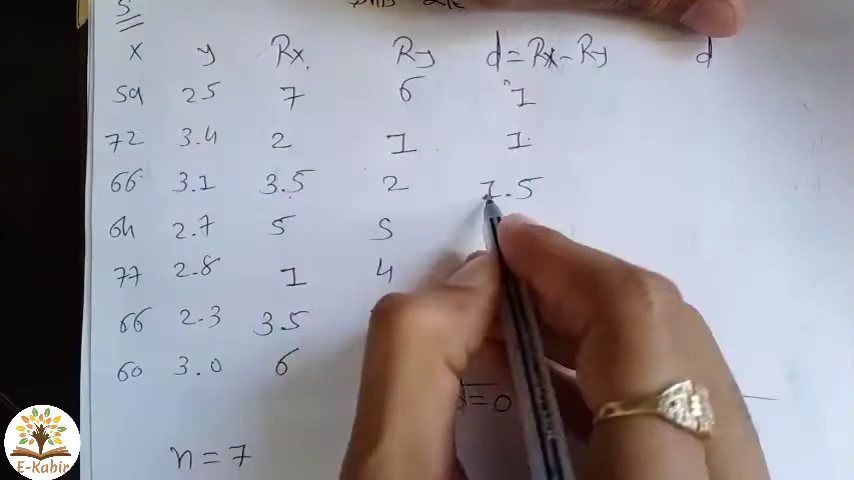 S
x y Rx. Ry d=Rx-Ry d
59 25 7 6 1
72 3.4 2 1 1
66 3.1 3.5 2 1.5
64 2.7 5 5
77 2.8 1 4
66 2.3 3.5
60 3.0 6
d=0
n=7
E-Kabir